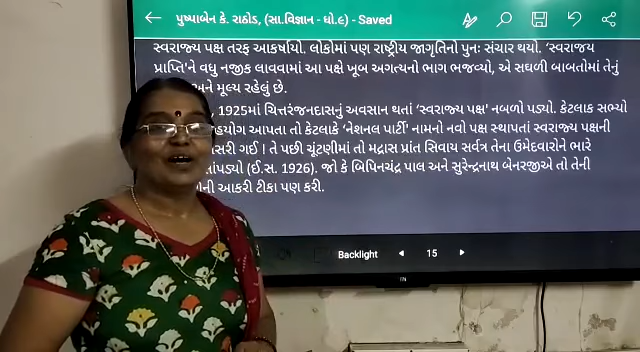 પુષ્પાબેન કે. રાઠોડ, (સા.વિજ્ઞાન - ધો.૯) - Saved
સ્વરાજ્ય પક્ષ તરફ આકર્ષાયો. લોકોમાં પણ રાષ્ટ્રીય જાગૃતિનો પુનઃ સંચાર થયો. 'સ્વરાજ્ય
પ્રાપ્તિ'ને વધુ નજીક લાવવામાં આ પક્ષે ખૂબ અગત્યનો ભાગ ભજવ્યો, એ સઘળી બાબતોમાં તેનું
અને મૂલ્ય રહેલું છે.
1925માં ચિત્તરંજનદાસનું અવસાન થતાં 'સ્વરાજ્ય પક્ષ' નબળો પડ્યો. કેટલાક સભ્યો
આપતા તો કેટલાકે 'નેશનલ પાર્ટી' નામનો નવો પક્ષ સ્થાપતાં સ્વરાજ્ય પક્ષની
ગઈ । તે પછી ચૂંટણીમાં તો મદ્રાસ પ્રાંત સિવાય સર્વત્ર તેના ઉમેદવારોને ભારે
(ઈ.સ. 1926). જો કે બિપિનચંદ્ર પાલ અને સુરેન્દ્રનાથ બેનરજીએ તો તેની
આકરી ટીકા પણ કરી.
Backlight 15